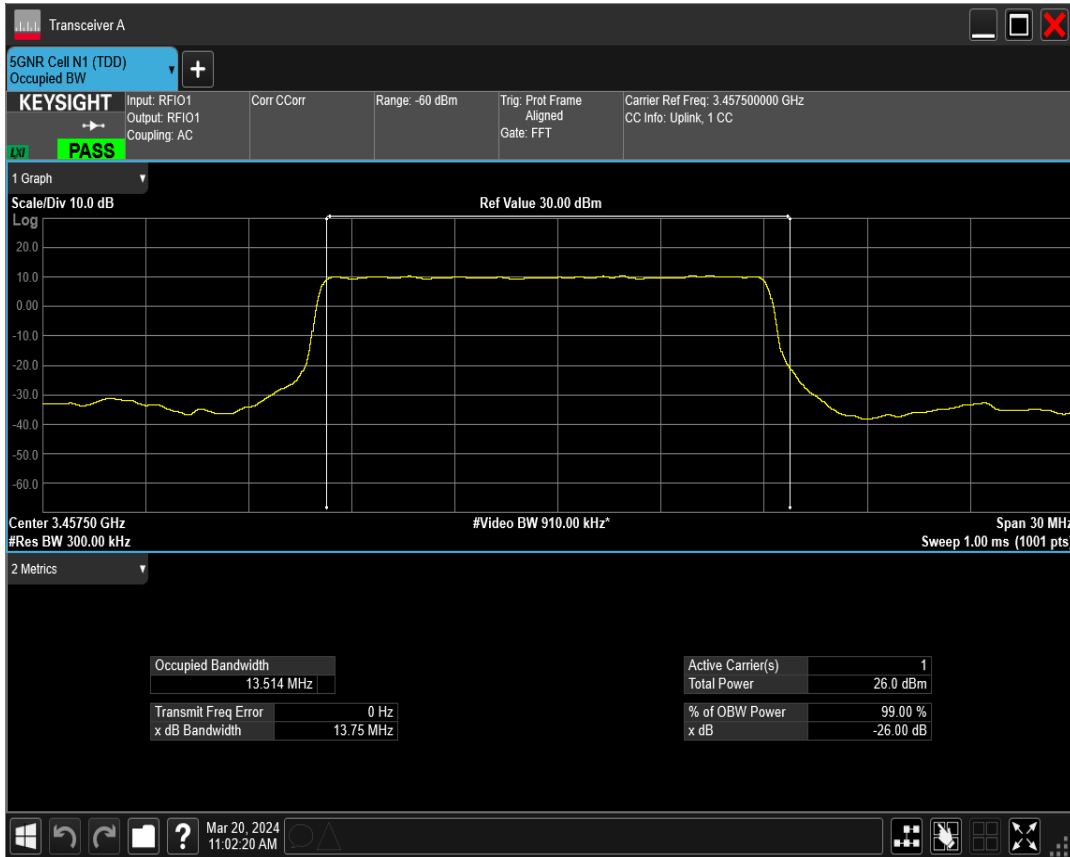 Transceiver A
5GNR Cell N1 (TDD)
Occupied BW
+
KEYSIGHT
LXI
PASS
Input: RFIO1
Output: RFIO1
Coupling: AC
Corr CCorr
Range: -60 dBm
Trig: Prot Frame
Aligned
Gate: FFT
Carrier Ref Freq: 3.457500000 GHz
CC Info: Uplink, 1 CC
1 Graph
Scale/Div 10.0 dB
Ref Value 30.00 dBm
Log
20.0
10.0
0.00
-10.0
-20.0
-30.0
-40.0
-50.0
-60.0
Center 3.45750 GHz
#Video BW 910.00 kHz*
Span 30 MHz
#Res BW 300.00 kHz
Sweep 1.00 ms (1001 pts)
2 Metrics
Occupied Bandwidth
13.514 MHz
Transmit Freq Error 0 Hz
x dB Bandwidth 13.75 MHz
Active Carrier(s) 1
Total Power 26.0 dBm
% of OBW Power 99.00 %
x dB -26.00 dB
?
Mar 20, 2024
11:02:20 AM